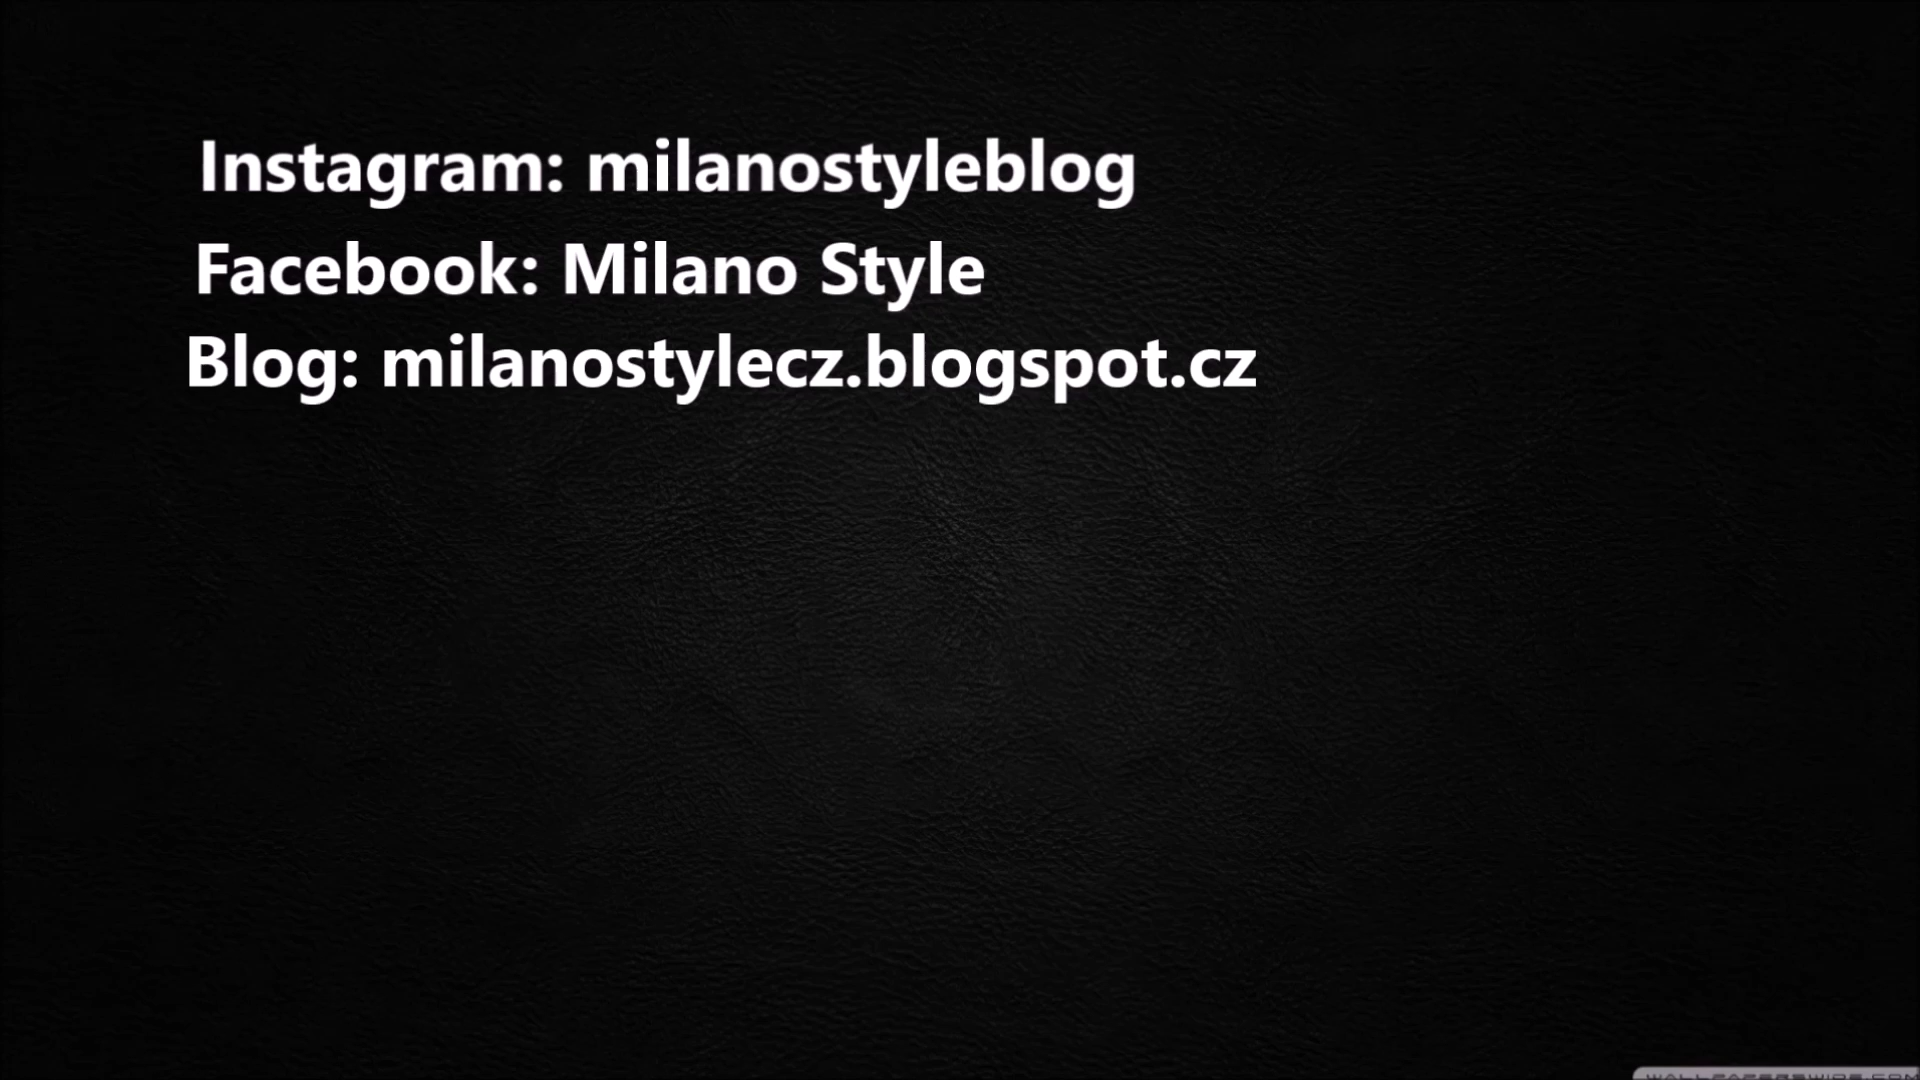 Instagram: milanostyleblog
Facebook: Milano Style
Blog: milanostylecz.blogspot.cz